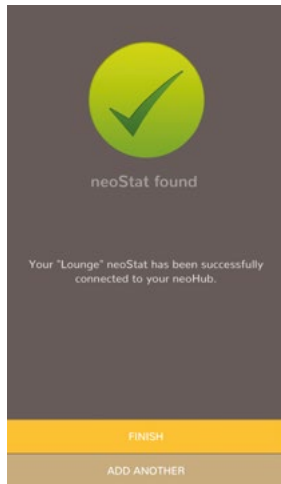 neoStat found
Your "Lounge" neoStat has been successfully
connected to your neoHub.
FINISH
ADD ANOTHER